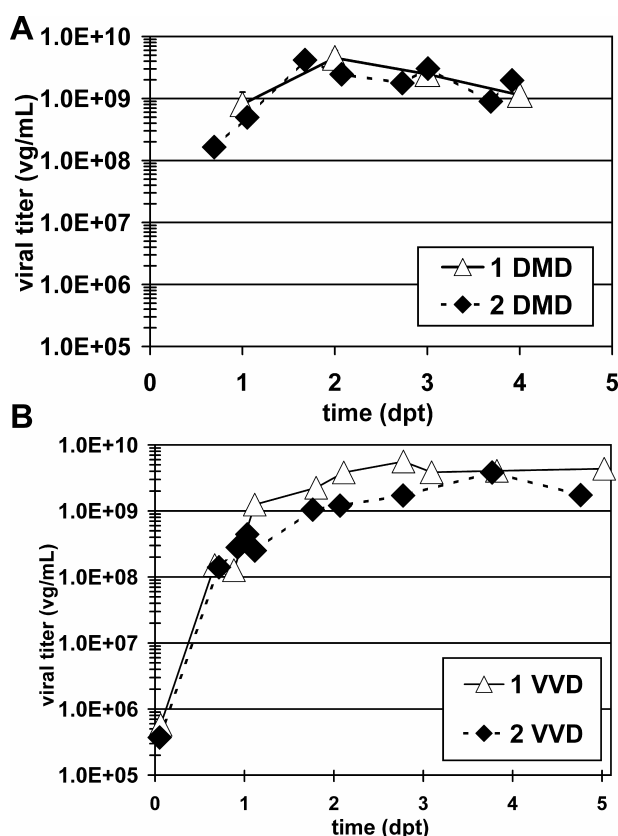 A
viral titer (vg/mL)
1.0E+10
1.0E+09
1.0E+08
1.0E+07
1.0E+06
1.0E+05
1 DMD
2 DMD
0 1 2 3 4 5
time (dpt)
B
viral titer (vg/mL)
1.0E+10
1.0E+09
1.0E+08
1.0E+07
1.0E+06
1.0E+05
1 VVD
2 VVD
0 1 2 3 4 5
time (dpt)